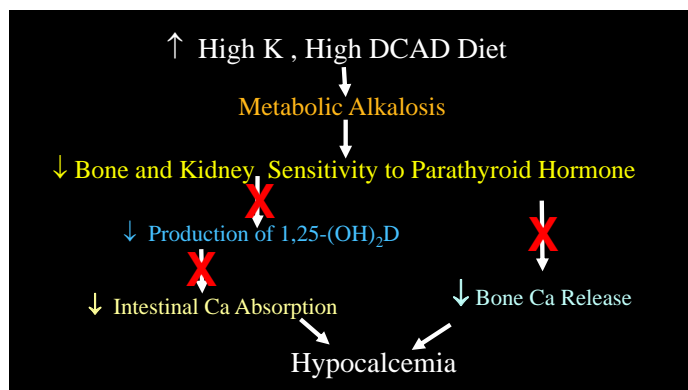 ↑ High K , High DCAD Diet
Metabolic Alkalosis
↓ Bone and Kidney Sensitivity to Parathyroid Hormone
X
X
↓ Production of 1,25-(OH)₂D
X
↓ Intestinal Ca Absorption
↓ Bone Ca Release
Hypocalcemia